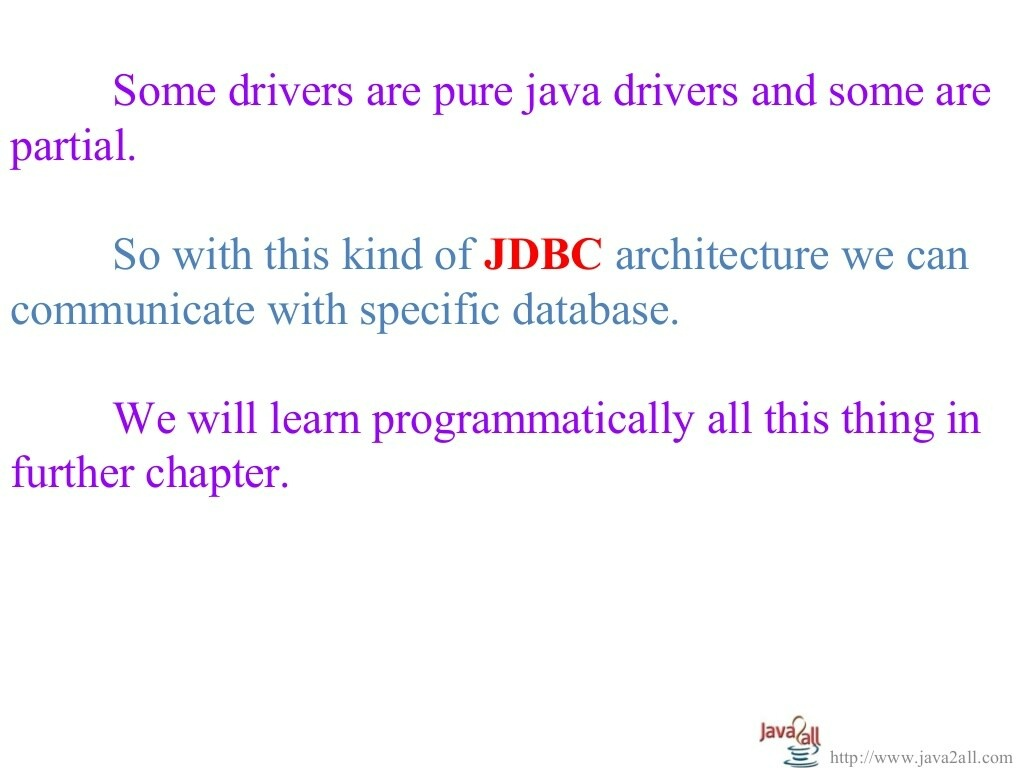 Some drivers are pure java drivers and some are
partial.
So with this kind of JDBC architecture we can
communicate with specific database.
We will learn programmatically all this thing in
further chapter.
Java2all
http://www.java2all.com